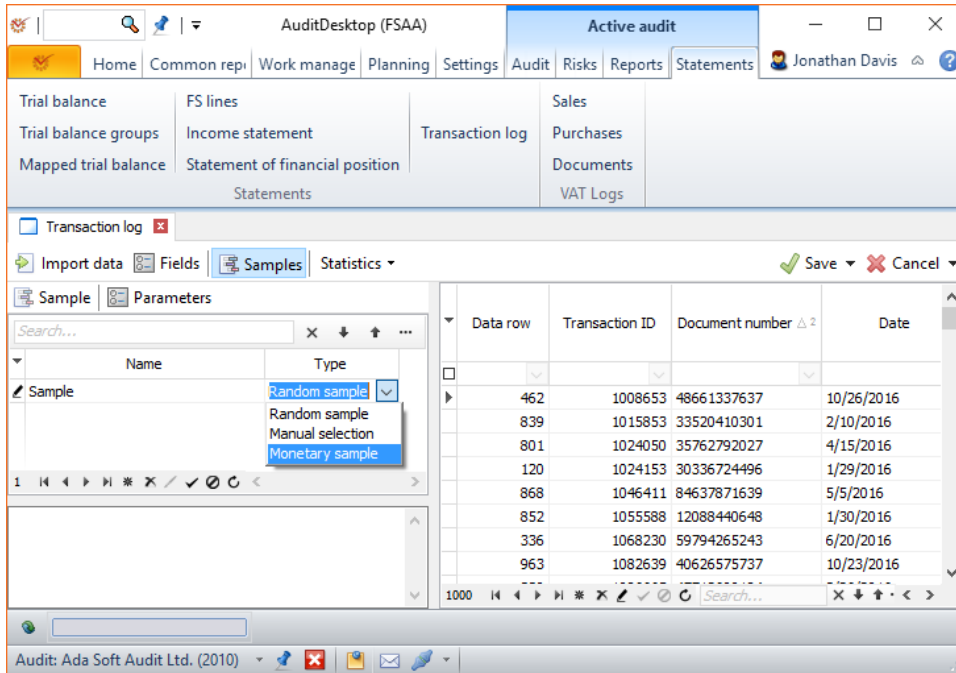 AuditDesktop (FSAA)
Active audit
Home Common rep Work manage Planning Settings Audit Risks Reports Statements Jonathan Davis ?
Trial balance
Trial balance groups
Mapped trial balance
FS lines
Income statement
Statement of financial position
Transaction log
Statements
Sales
Purchases
Documents
VAT Logs
Transaction log
Import data Fields Samples Statistics Save Cancel
Sample Parameters
Search...
Name Type
Sample Random sample
Random sample
Manual selection
Monetary sample
1
Data row Transaction ID Document number 2 Date
462 1008653 48661337637 10/26/2016
839 1015853 33520410301 2/10/2016
801 1024050 35762792027 4/15/2016
120 1024153 30336724496 1/29/2016
868 1046411 84637871639 5/5/2016
852 1055588 12088440648 1/30/2016
336 1068230 59794265243 6/20/2016
963 1082639 40626575737 10/23/2016
1000 Search...
Audit: Ada Soft Audit Ltd. (2010)